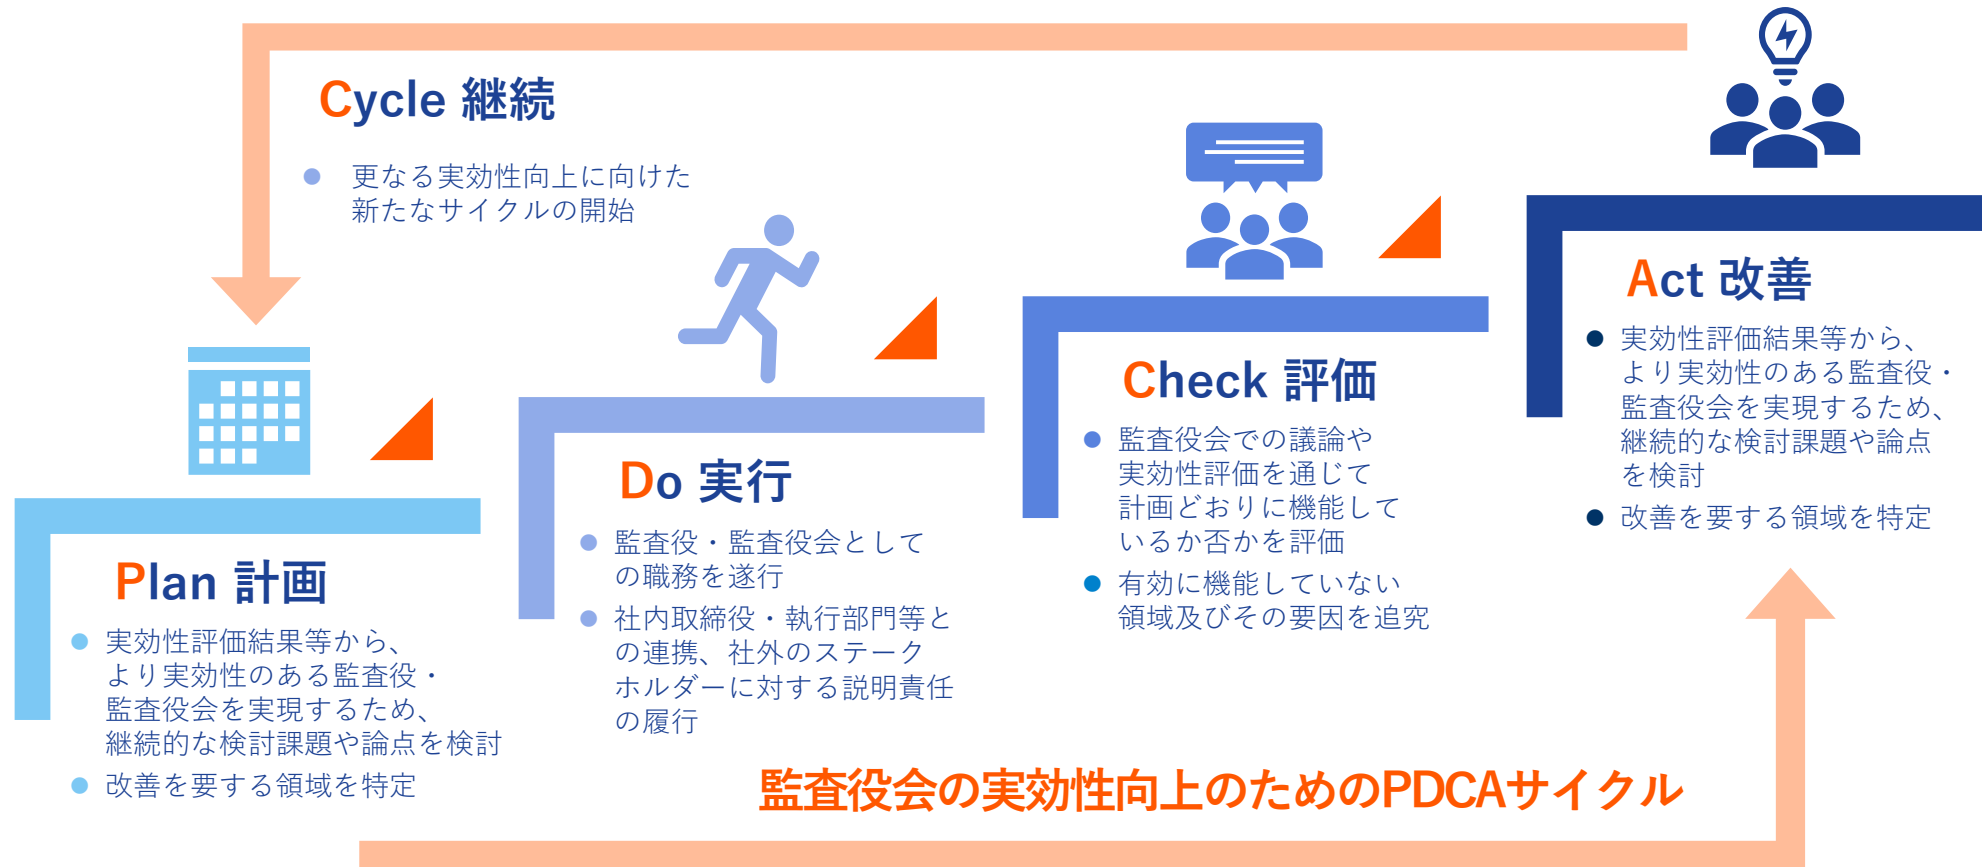 Cycle 継続
● 更なる実効性向上に向けた
新たなサイクルの開始
Plan 計画
● 実効性評価結果等から、
より実効性のある監査役・
監査役会を実現するため、
継続的な検討課題や論点を検討
● 改善を要する領域を特定
Do 実行
● 監査役・監査役会として
の職務を遂行
● 社内取締役・執行部門等と
の連携、社外のステーク
ホルダーに対する説明責任
の履行
Check 評価
● 監査役会での議論や
実効性評価を通じて
計画どおりに機能して
いるか否かを評価
● 有効に機能していない
領域及びその要因を追究
Act 改善
● 実効性評価結果等から、
より実効性のある監査役・
監査役会を実現するため、
継続的な検討課題や論点
を検討
● 改善を要する領域を特定
監査役会の実効性向上のためのPDCAサイクル